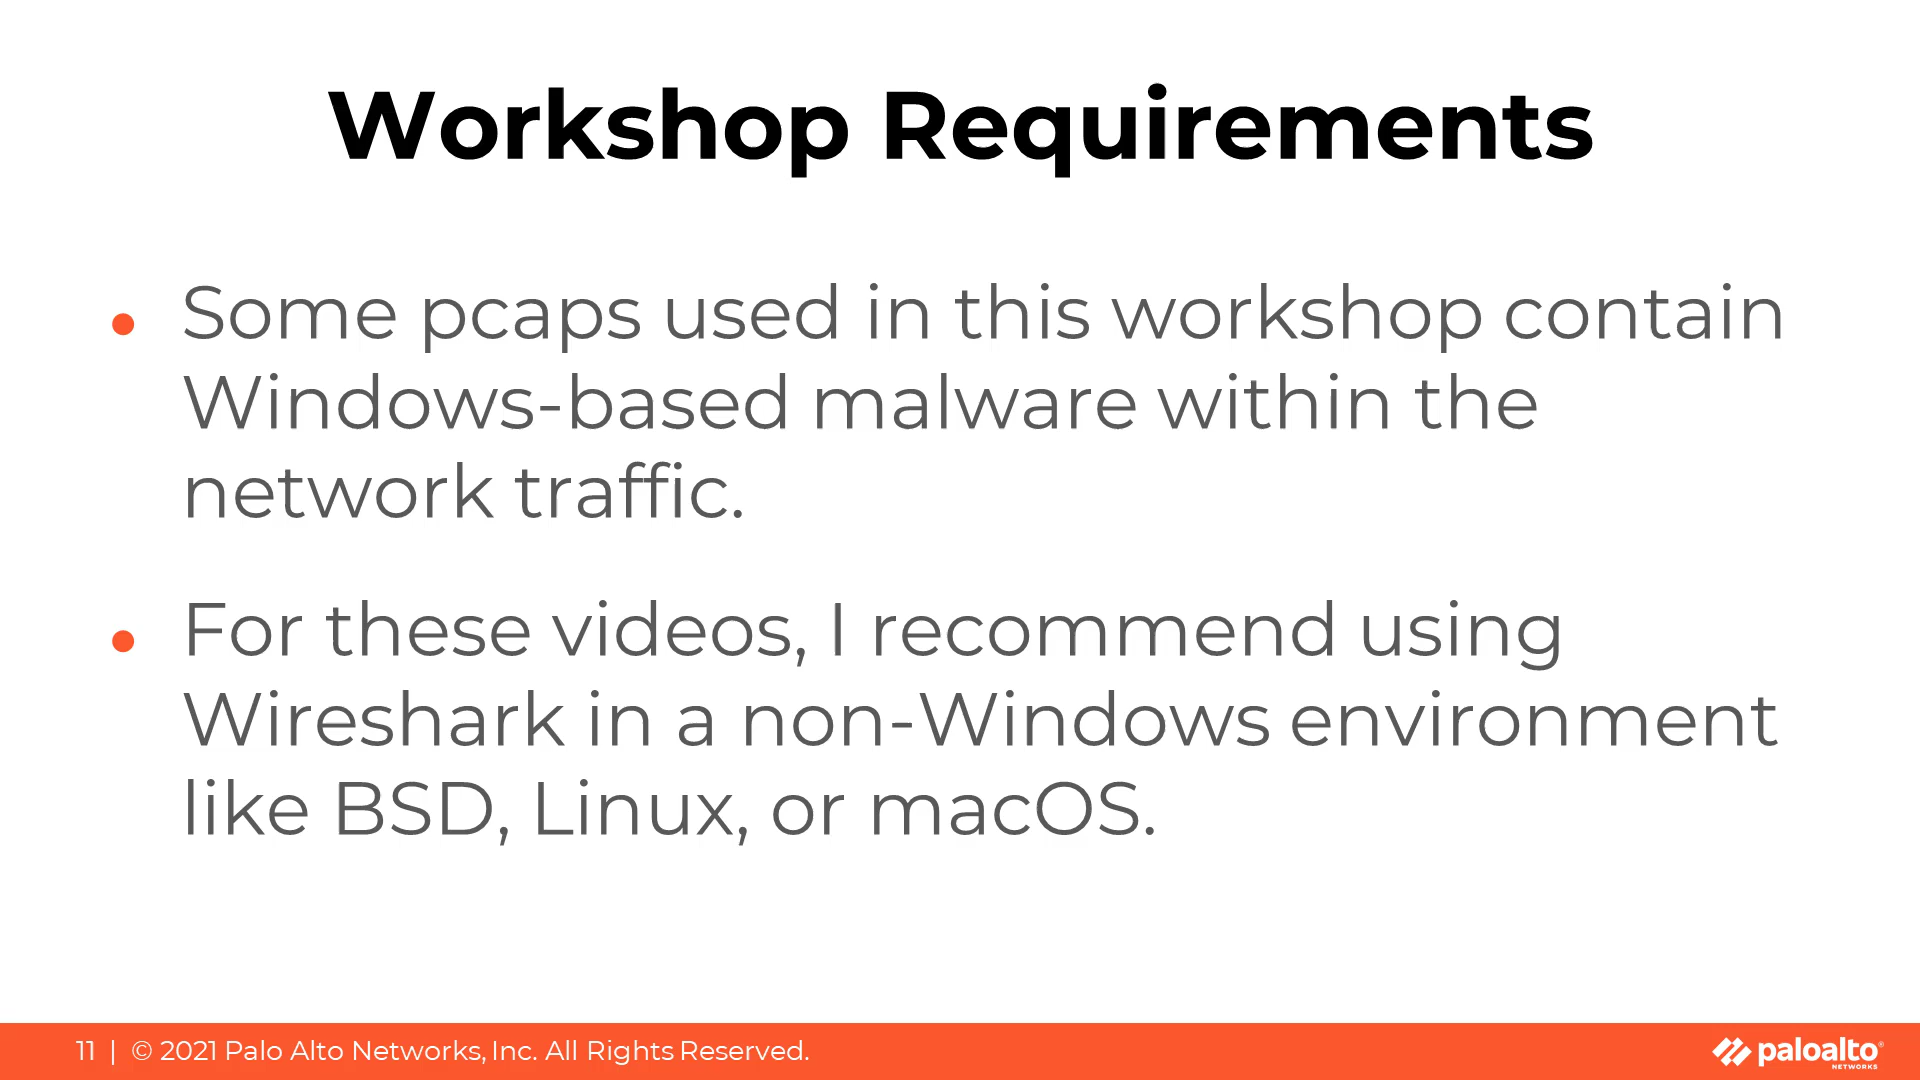 Workshop Requirements
• Some pcaps used in this workshop contain
Windows-based malware within the
network traffic.
• For these videos, I recommend using
Wireshark in a non-Windows environment
like BSD, Linux, or macOS.
11 | © 2021 Palo Alto Networks, Inc. All Rights Reserved.
paloalto®
NETWORKS